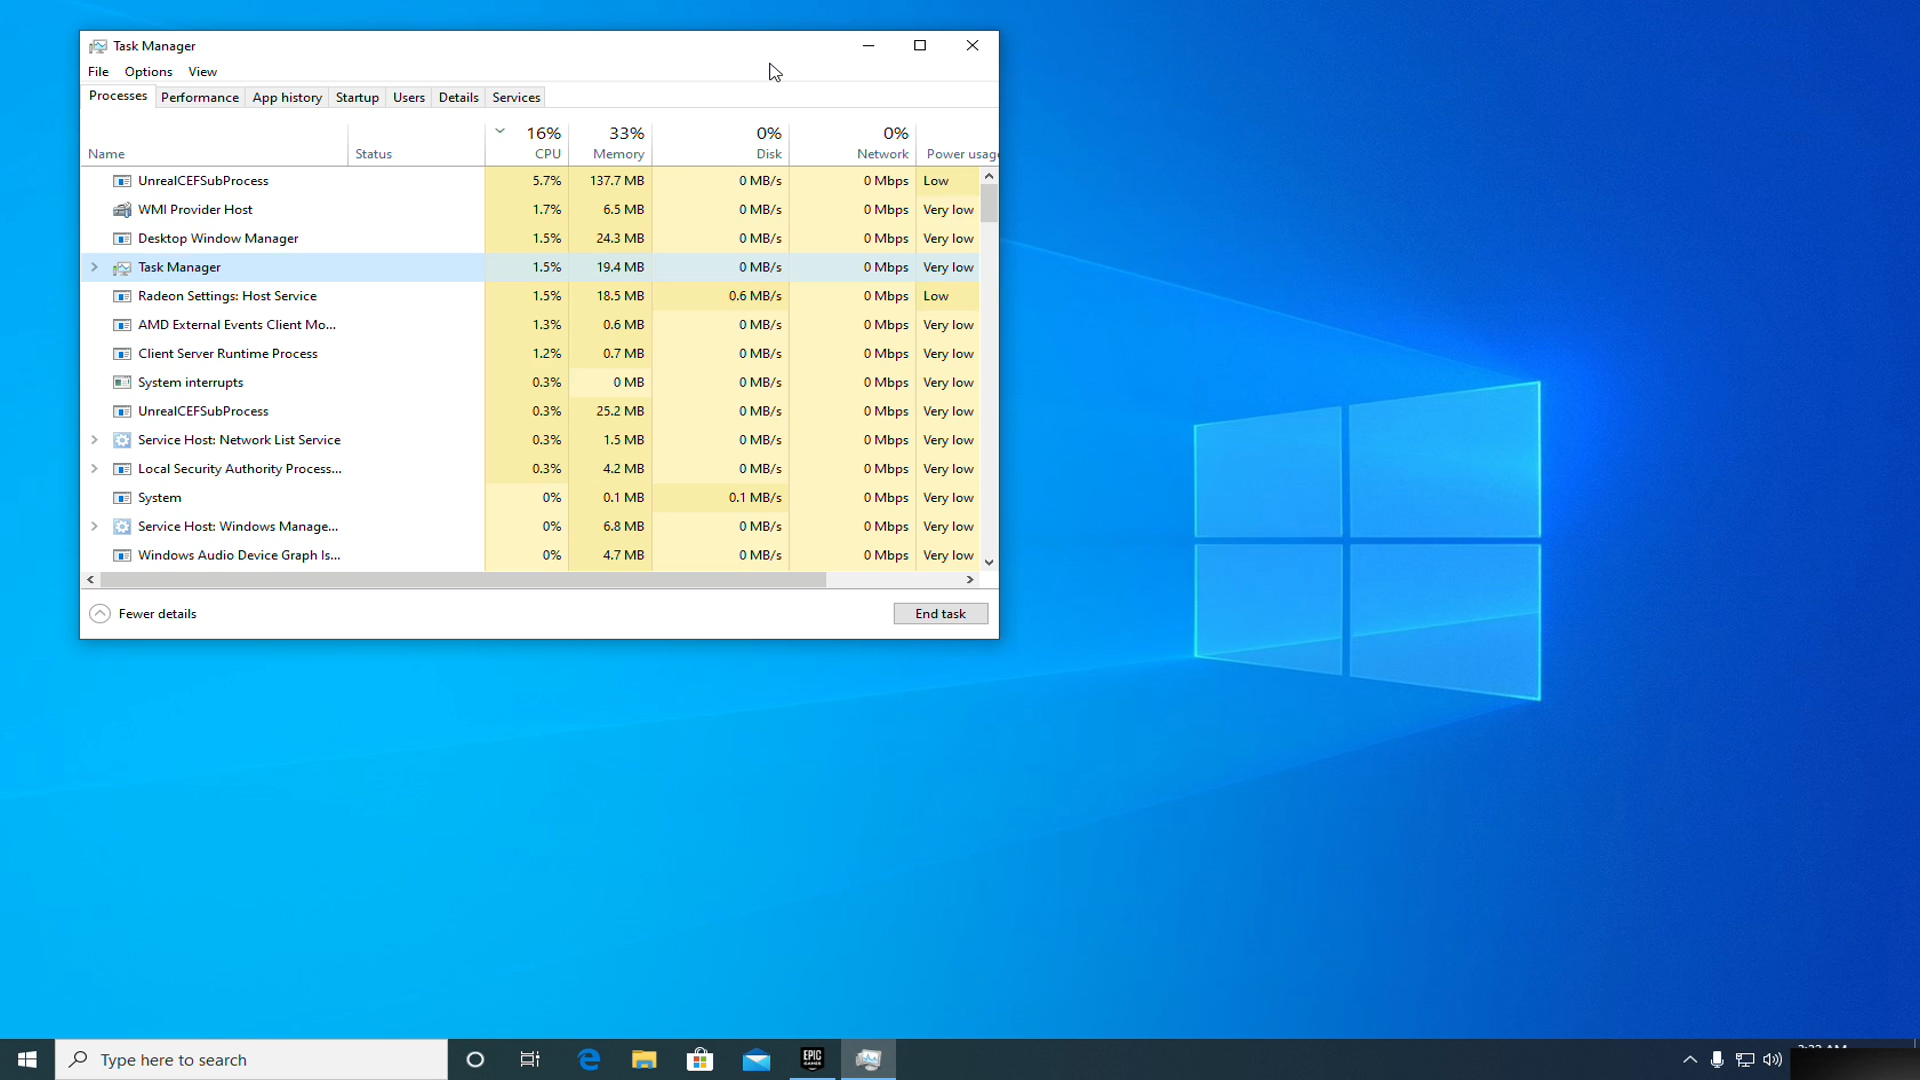 Task Manager
File Options View
Processes Performance App history Startup Users Details Services
16% 33% 0% 0%
Name Status CPU Memory Disk Network Power usage
UnrealCEFSubProcess 5.7% 137.7 MB 0 MB/s 0 Mbps Low
WMI Provider Host 1.7% 6.5 MB 0 MB/s 0 Mbps Very low
Desktop Window Manager 1.5% 24.3 MB 0 MB/s 0 Mbps Very low
Task Manager 1.5% 19.4 MB 0 MB/s 0 Mbps Very low
Radeon Settings: Host Service 1.5% 18.5 MB 0.6 MB/s 0 Mbps Low
AMD External Events Client Mo... 1.3% 0.6 MB 0 MB/s 0 Mbps Very low
Client Server Runtime Process 1.2% 0.7 MB 0 MB/s 0 Mbps Very low
System interrupts 0.3% 0 MB 0 MB/s 0 Mbps Very low
UnrealCEFSubProcess 0.3% 25.2 MB 0 MB/s 0 Mbps Very low
Service Host: Network List Service 0.3% 1.5 MB 0 MB/s 0 Mbps Very low
Local Security Authority Process... 0.3% 4.2 MB 0 MB/s 0 Mbps Very low
System 0% 0.1 MB 0.1 MB/s 0 Mbps Very low
Service Host: Windows Manage... 0% 6.8 MB 0 MB/s 0 Mbps Very low
Windows Audio Device Graph Is... 0% 4.7 MB 0 MB/s 0 Mbps Very low
Fewer details End task
Type here to search
EPIC
GAMES